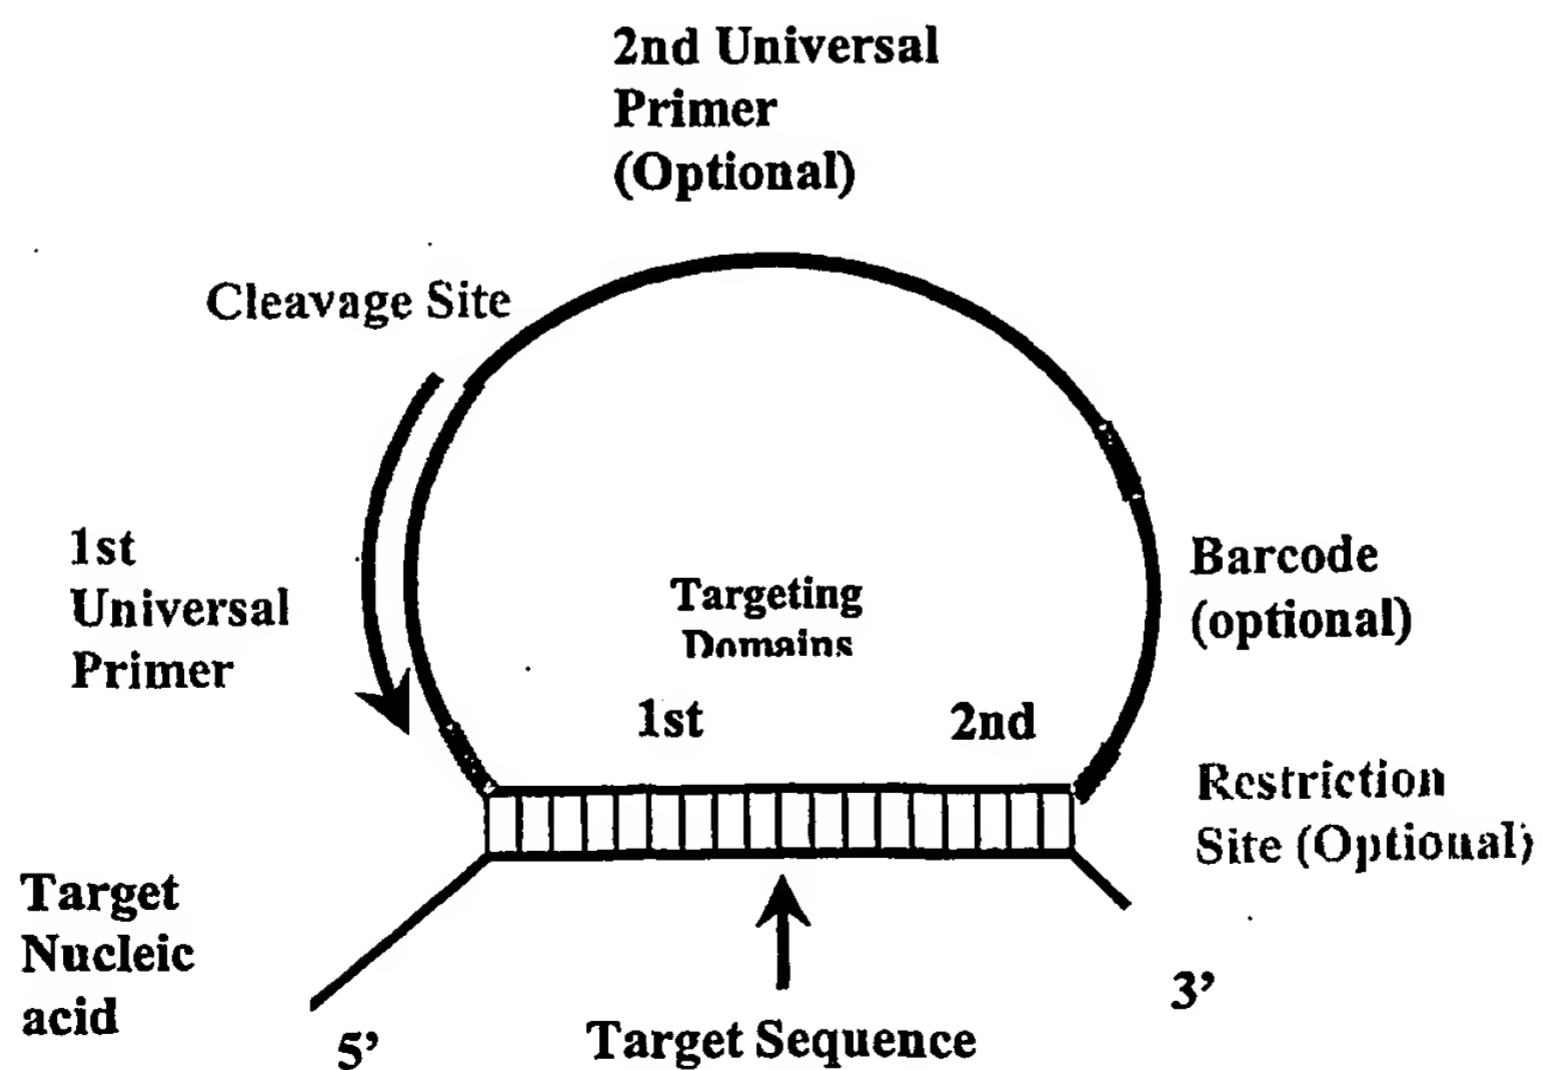 2nd Universal
Primer
(Optional)
Cleavage Site
1st
Universal
Primer
Targeting
Domains
1st
2nd
Barcode
(optional)
Restriction
Site (Optional)
Target
Nucleic
acid
5’
Target Sequence
3’